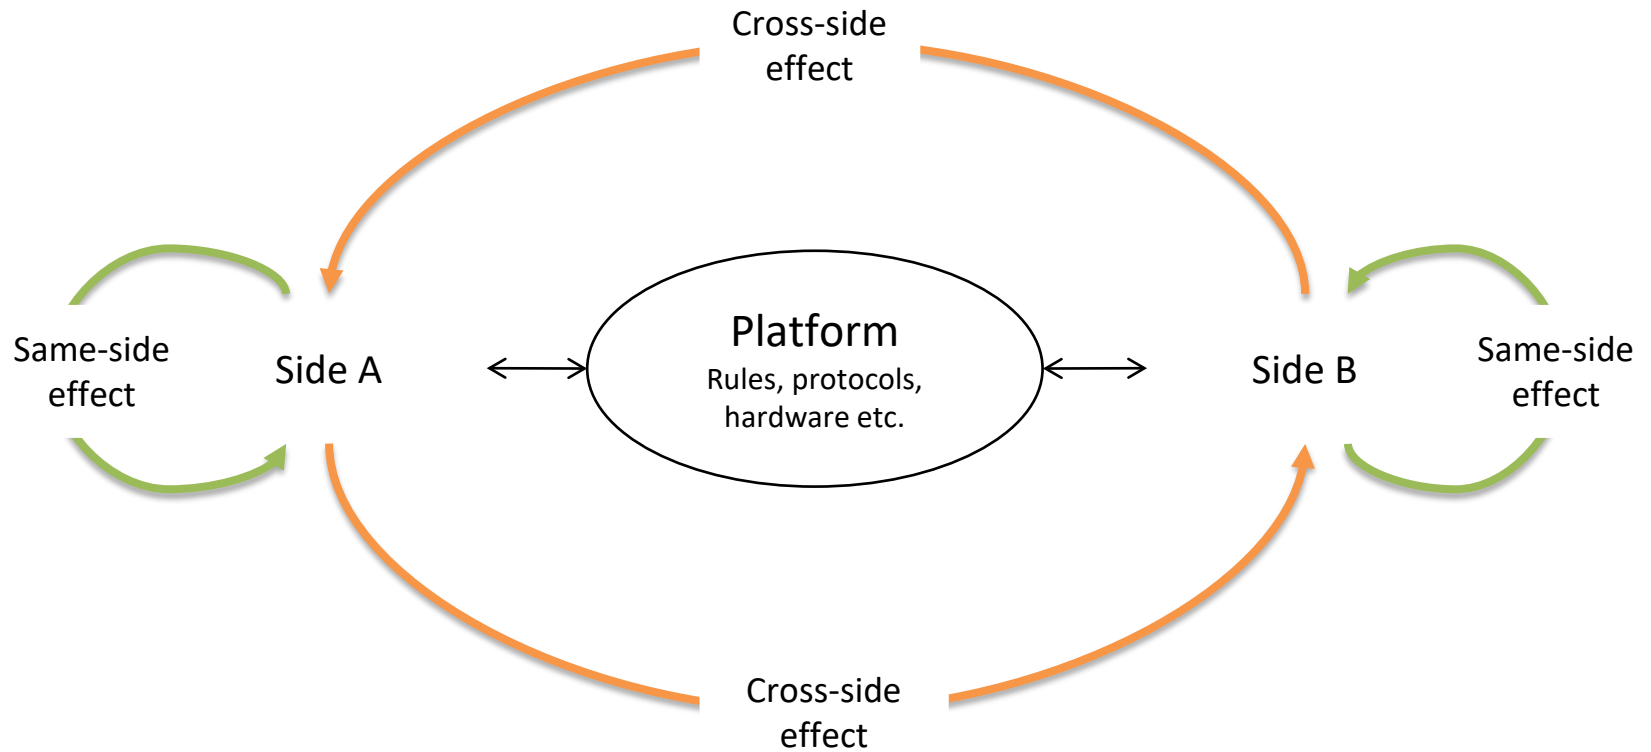 Cross-side
effect
Same-side
effect
Side A
Platform
Rules, protocols,
hardware etc.
Side B
Same-side
effect
Cross-side
effect